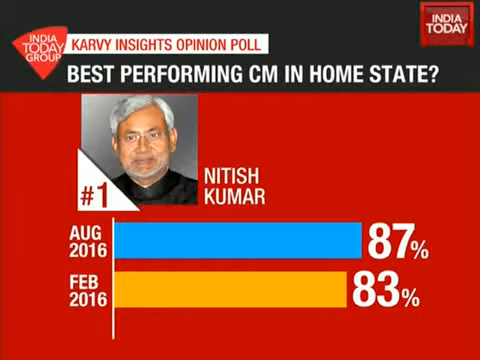 INDIA
TODAY
GROUP
KARVY INSIGHTS OPINION POLL
INDIA
TODAY
BEST PERFORMING CM IN HOME STATE?
#1
NITISH
KUMAR
AUG
2016
87%
FEB
2016
83%